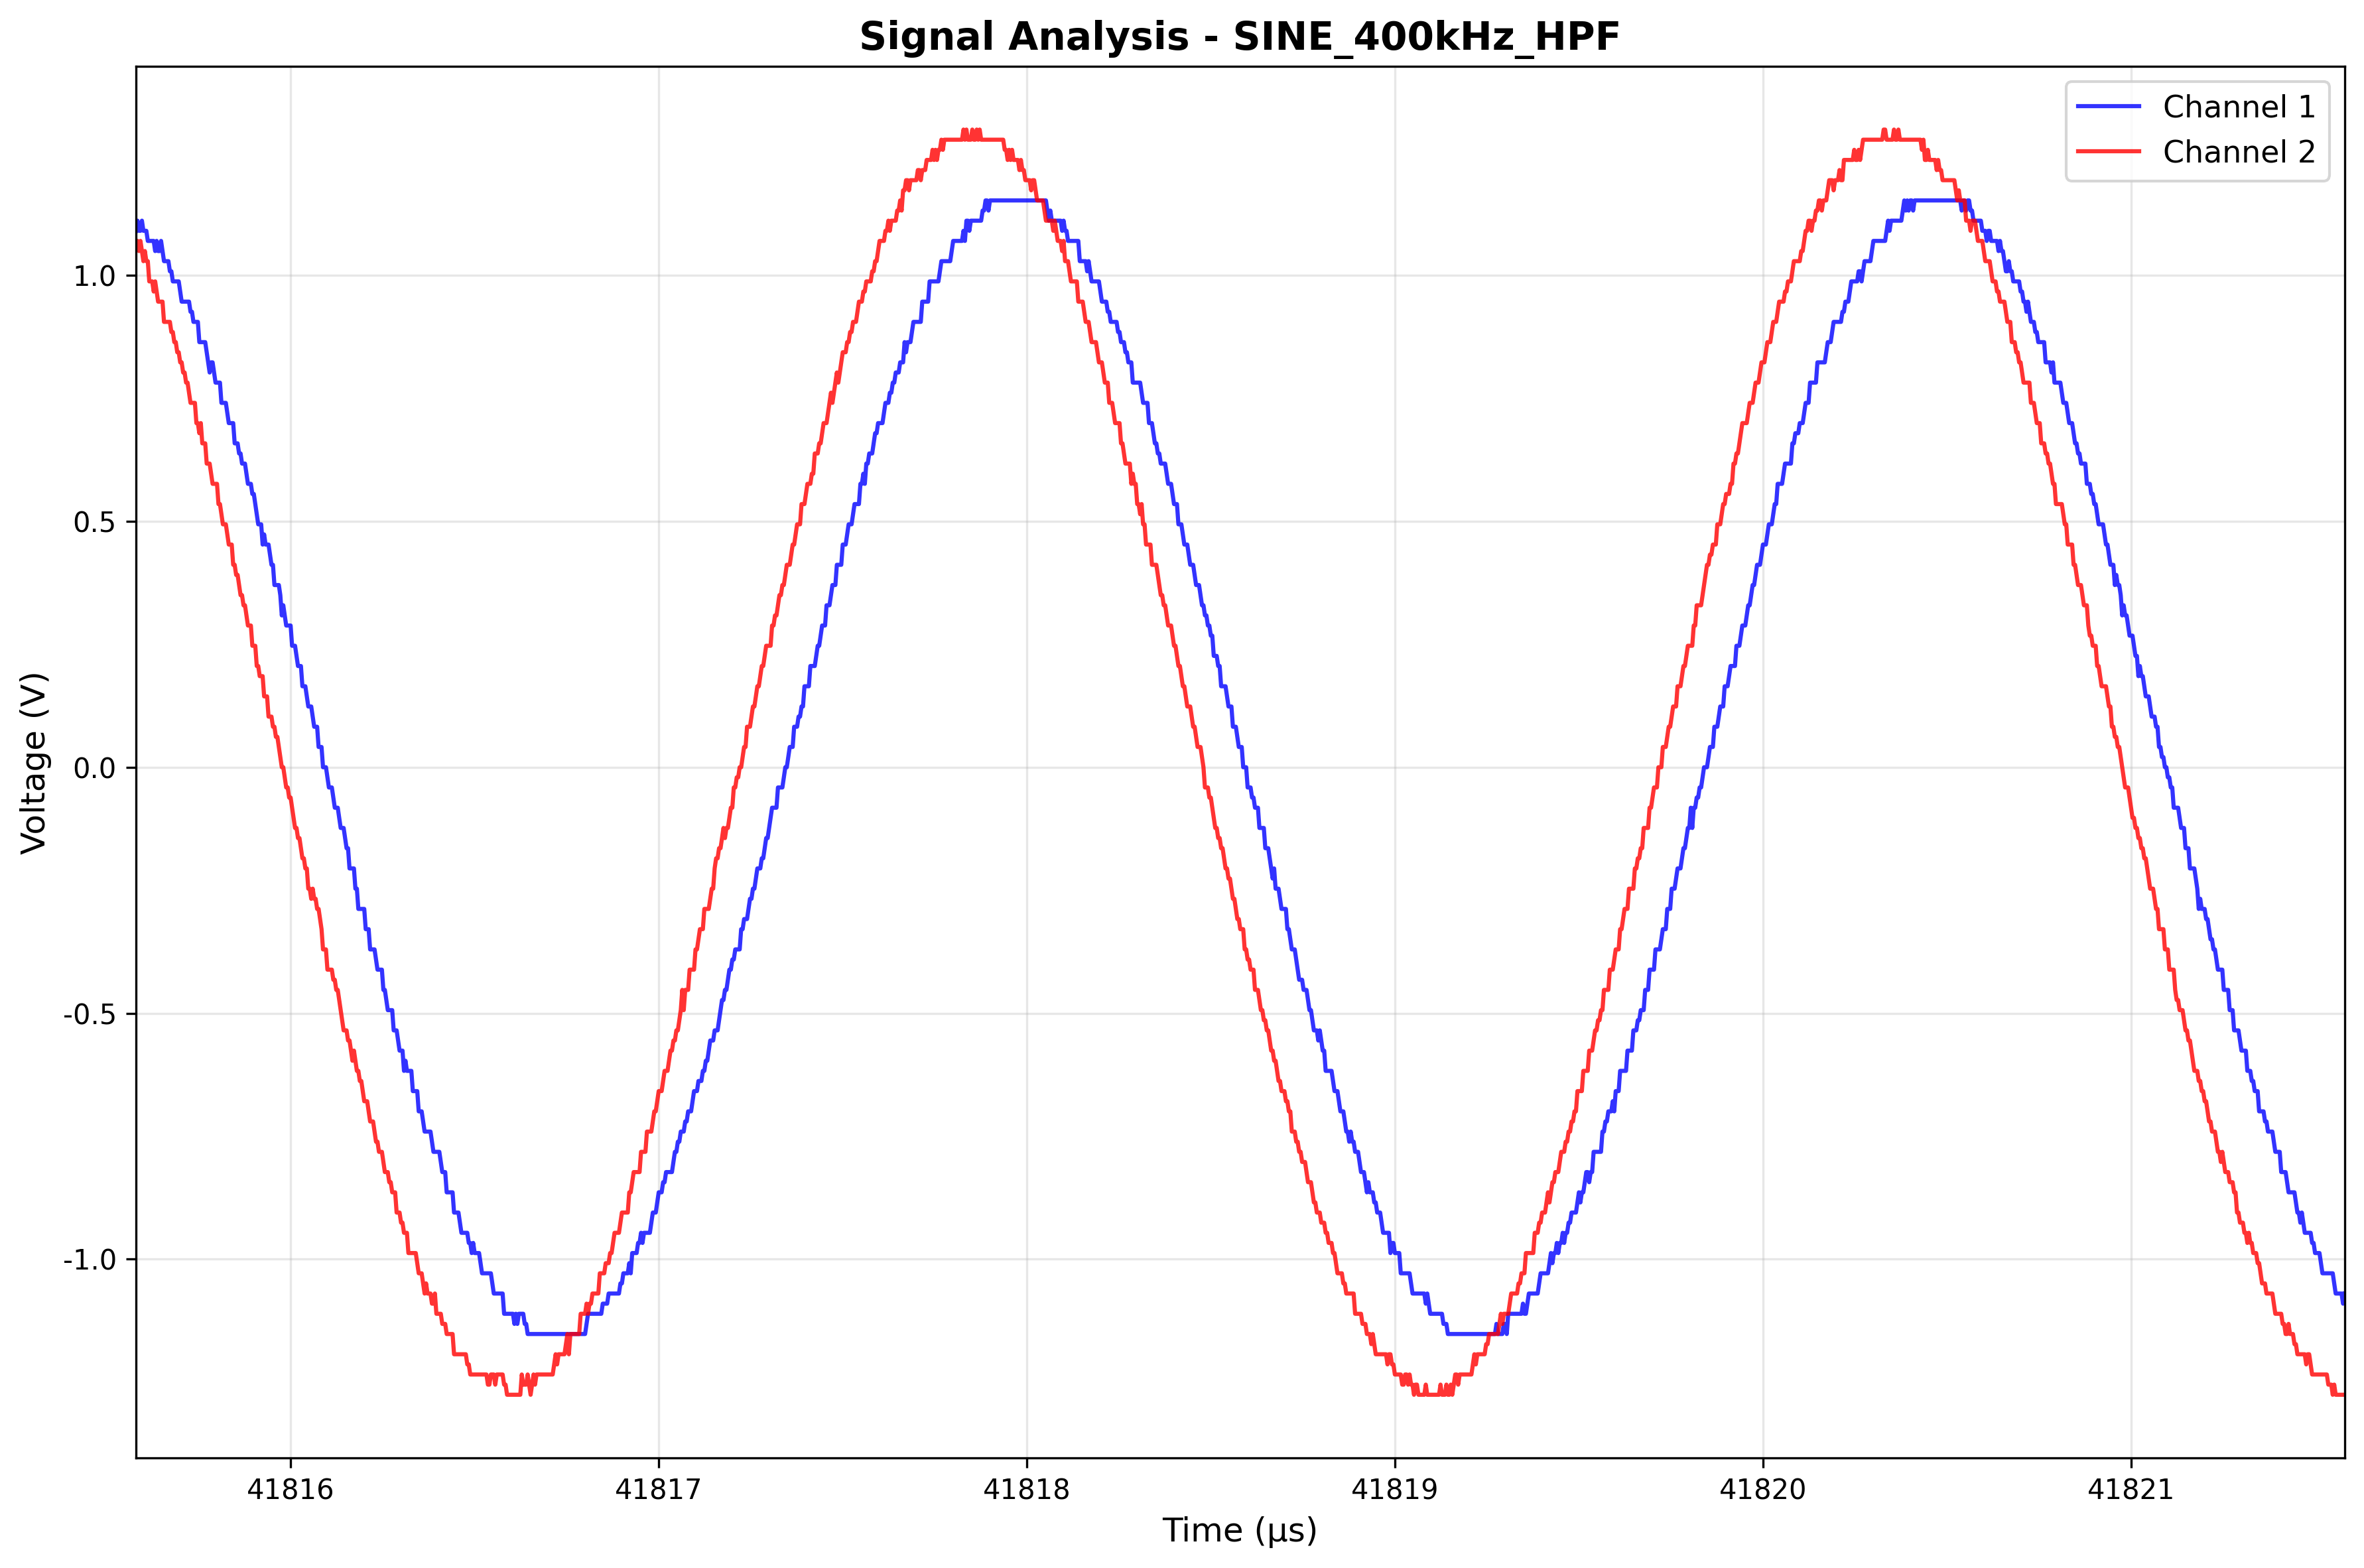 Signal Analysis - SINE_400kHz_HPF
Channel 1
Channel 2
Voltage (V)
1.0
0.5
0.0
-0.5
-1.0
41816
41817
41818
41819
41820
41821
Time (μs)